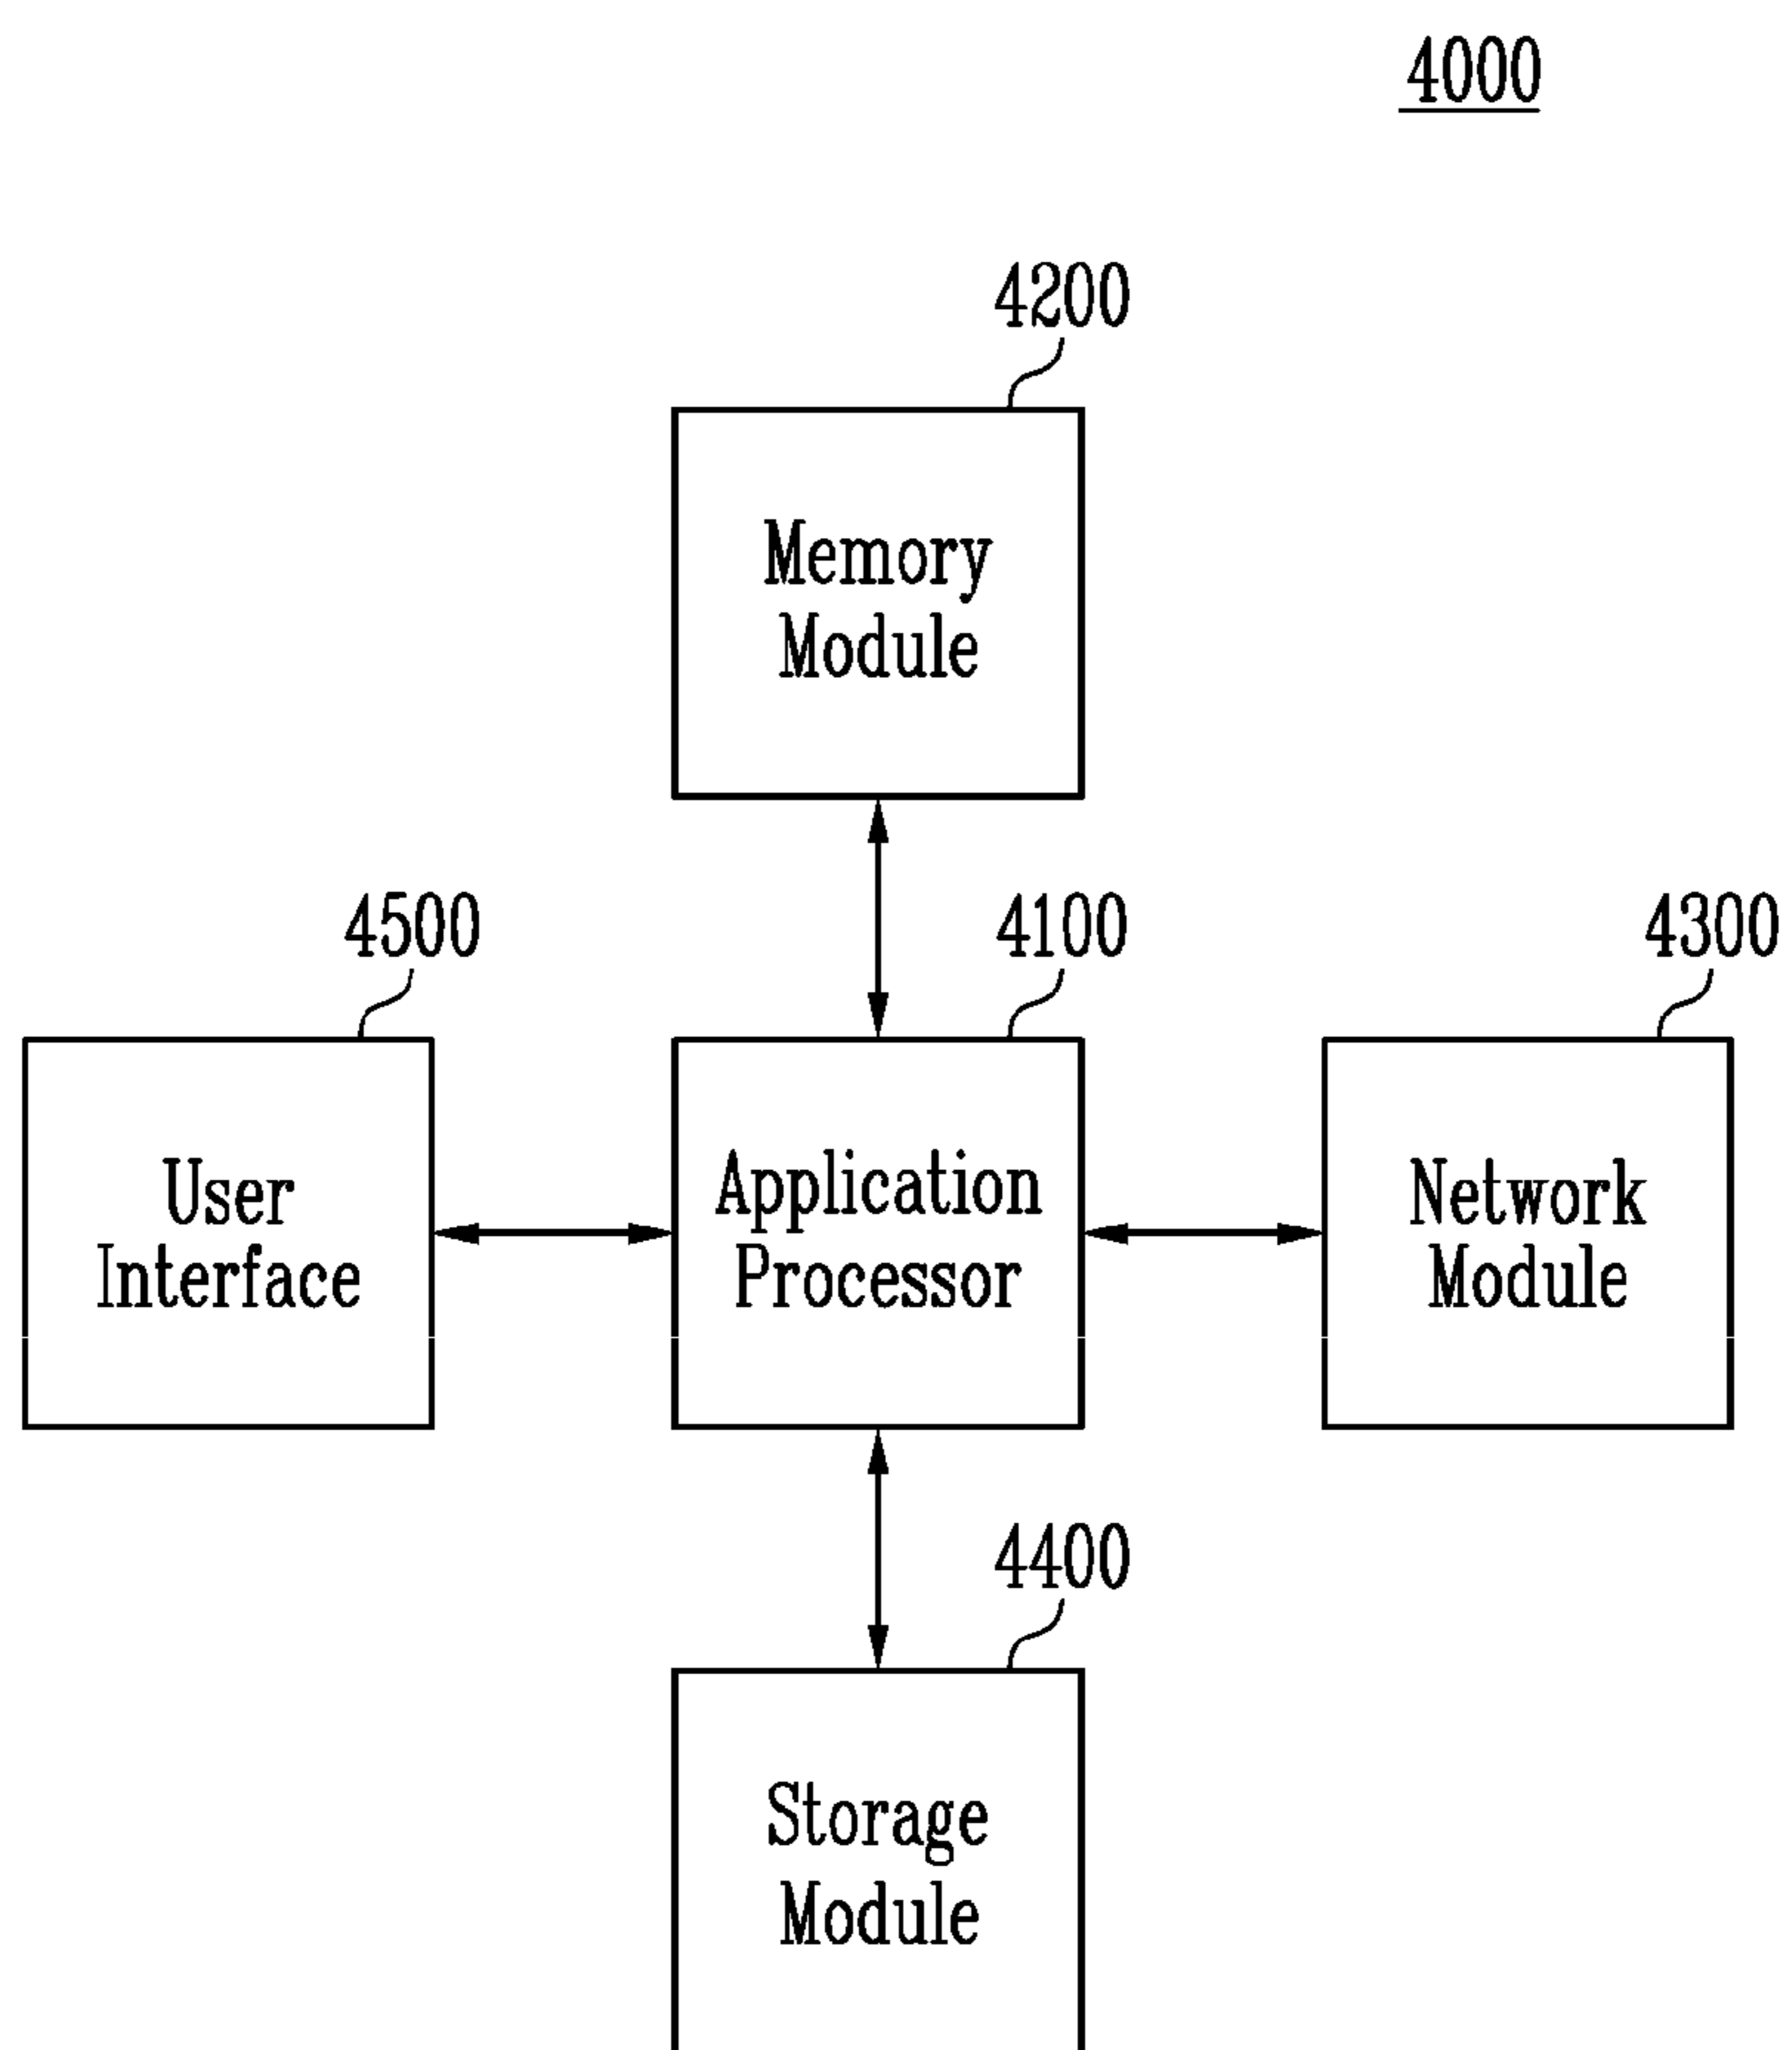 4000
4200
Memory
Module
4500
User
Interface
4100
Application
Processor
4300
Network
Module
4400
Storage
Module